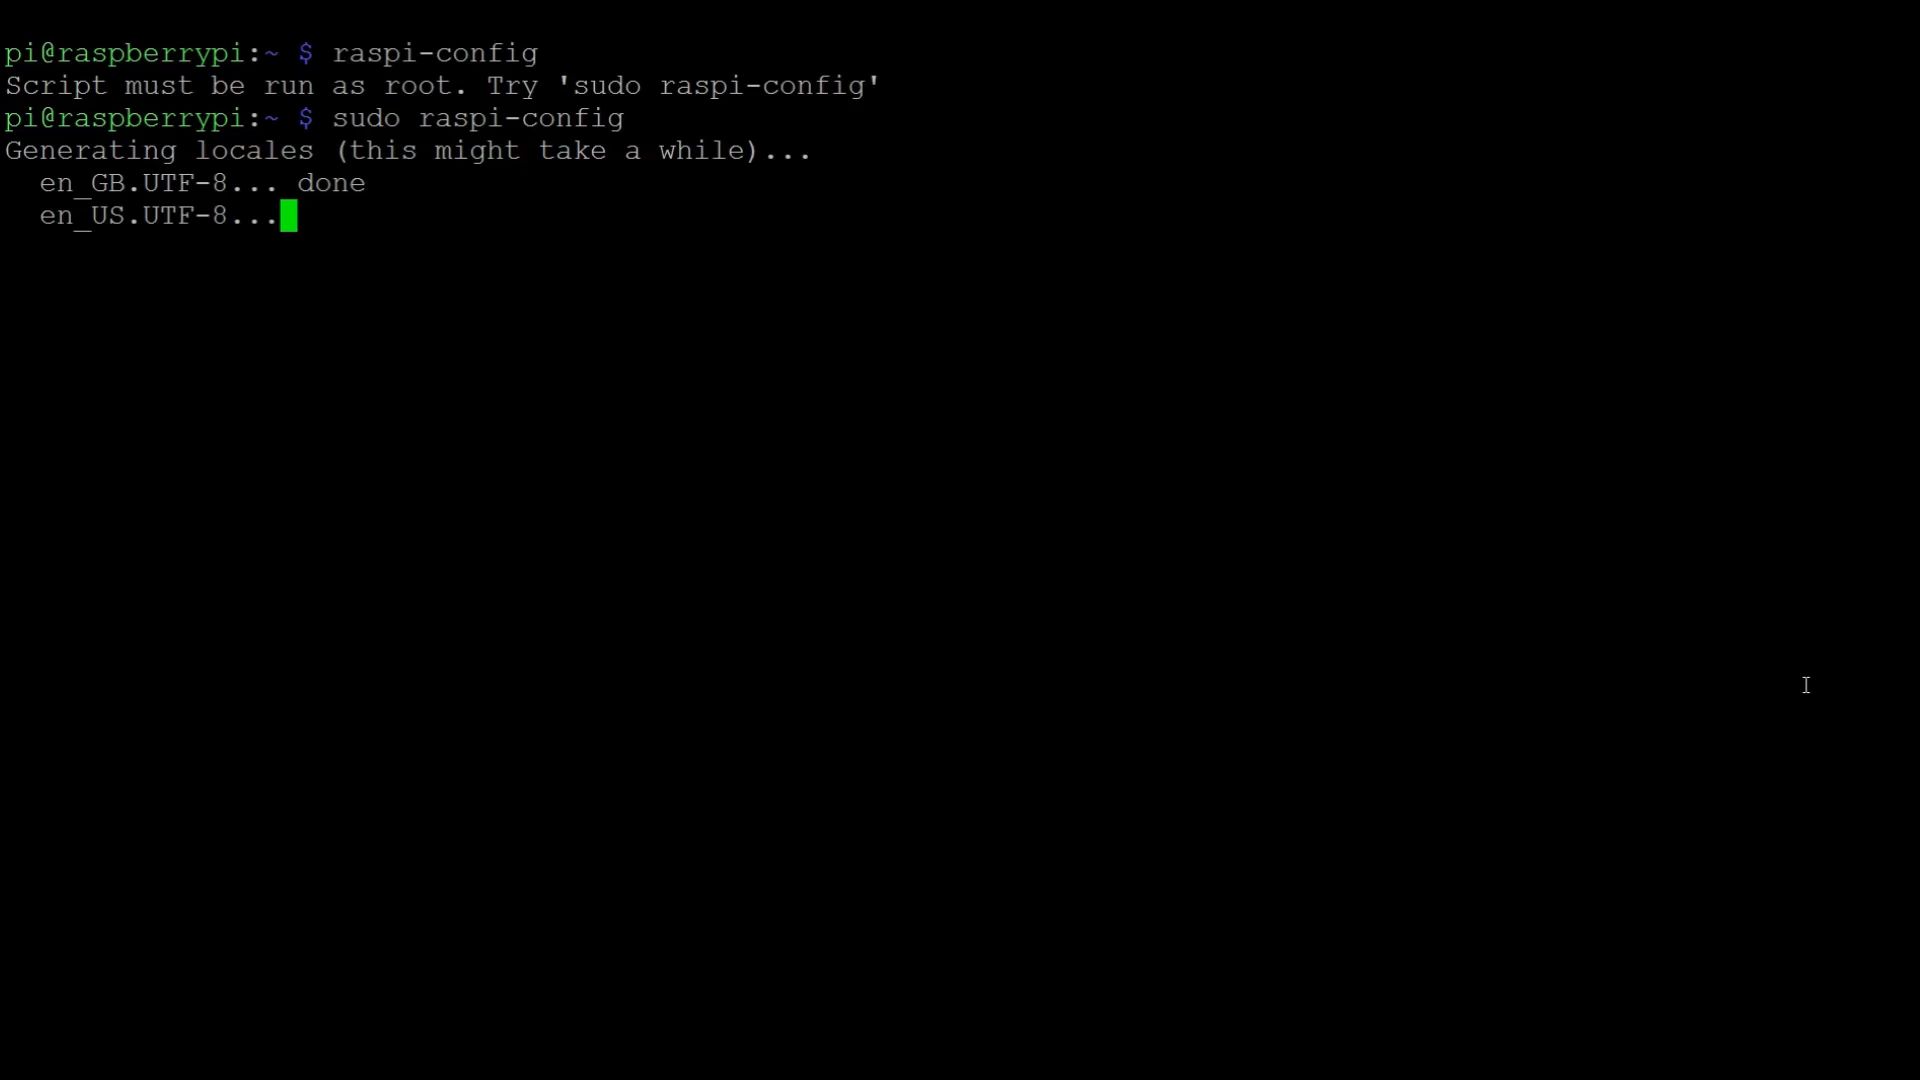 pi@raspberrypi:~ $ raspi-config
Script must be run as root. Try 'sudo raspi-config'
pi@raspberrypi:~ $ sudo raspi-config
Generating locales (this might take a while)...
  en_GB.UTF-8... done
  en_US.UTF-8...